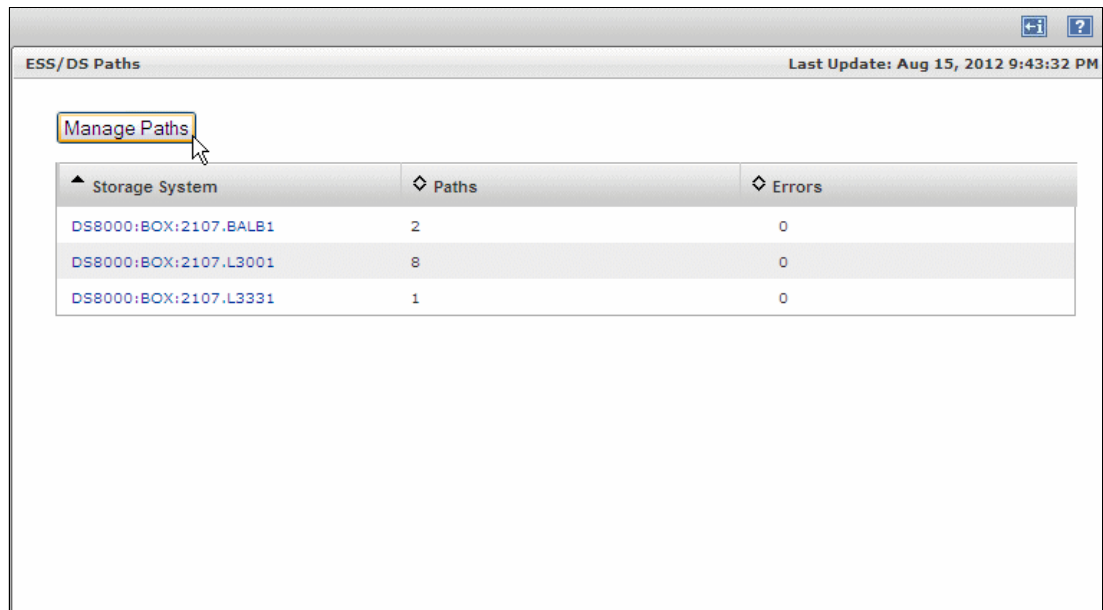 ESS/DS Paths Last Update: Aug 15, 2012 9:43:32 PM
Manage Paths
Storage System Paths Errors
DS8000:BOX:2107.BALB1 2 0
DS8000:BOX:2107.L3001 8 0
DS8000:BOX:2107.L3331 1 0